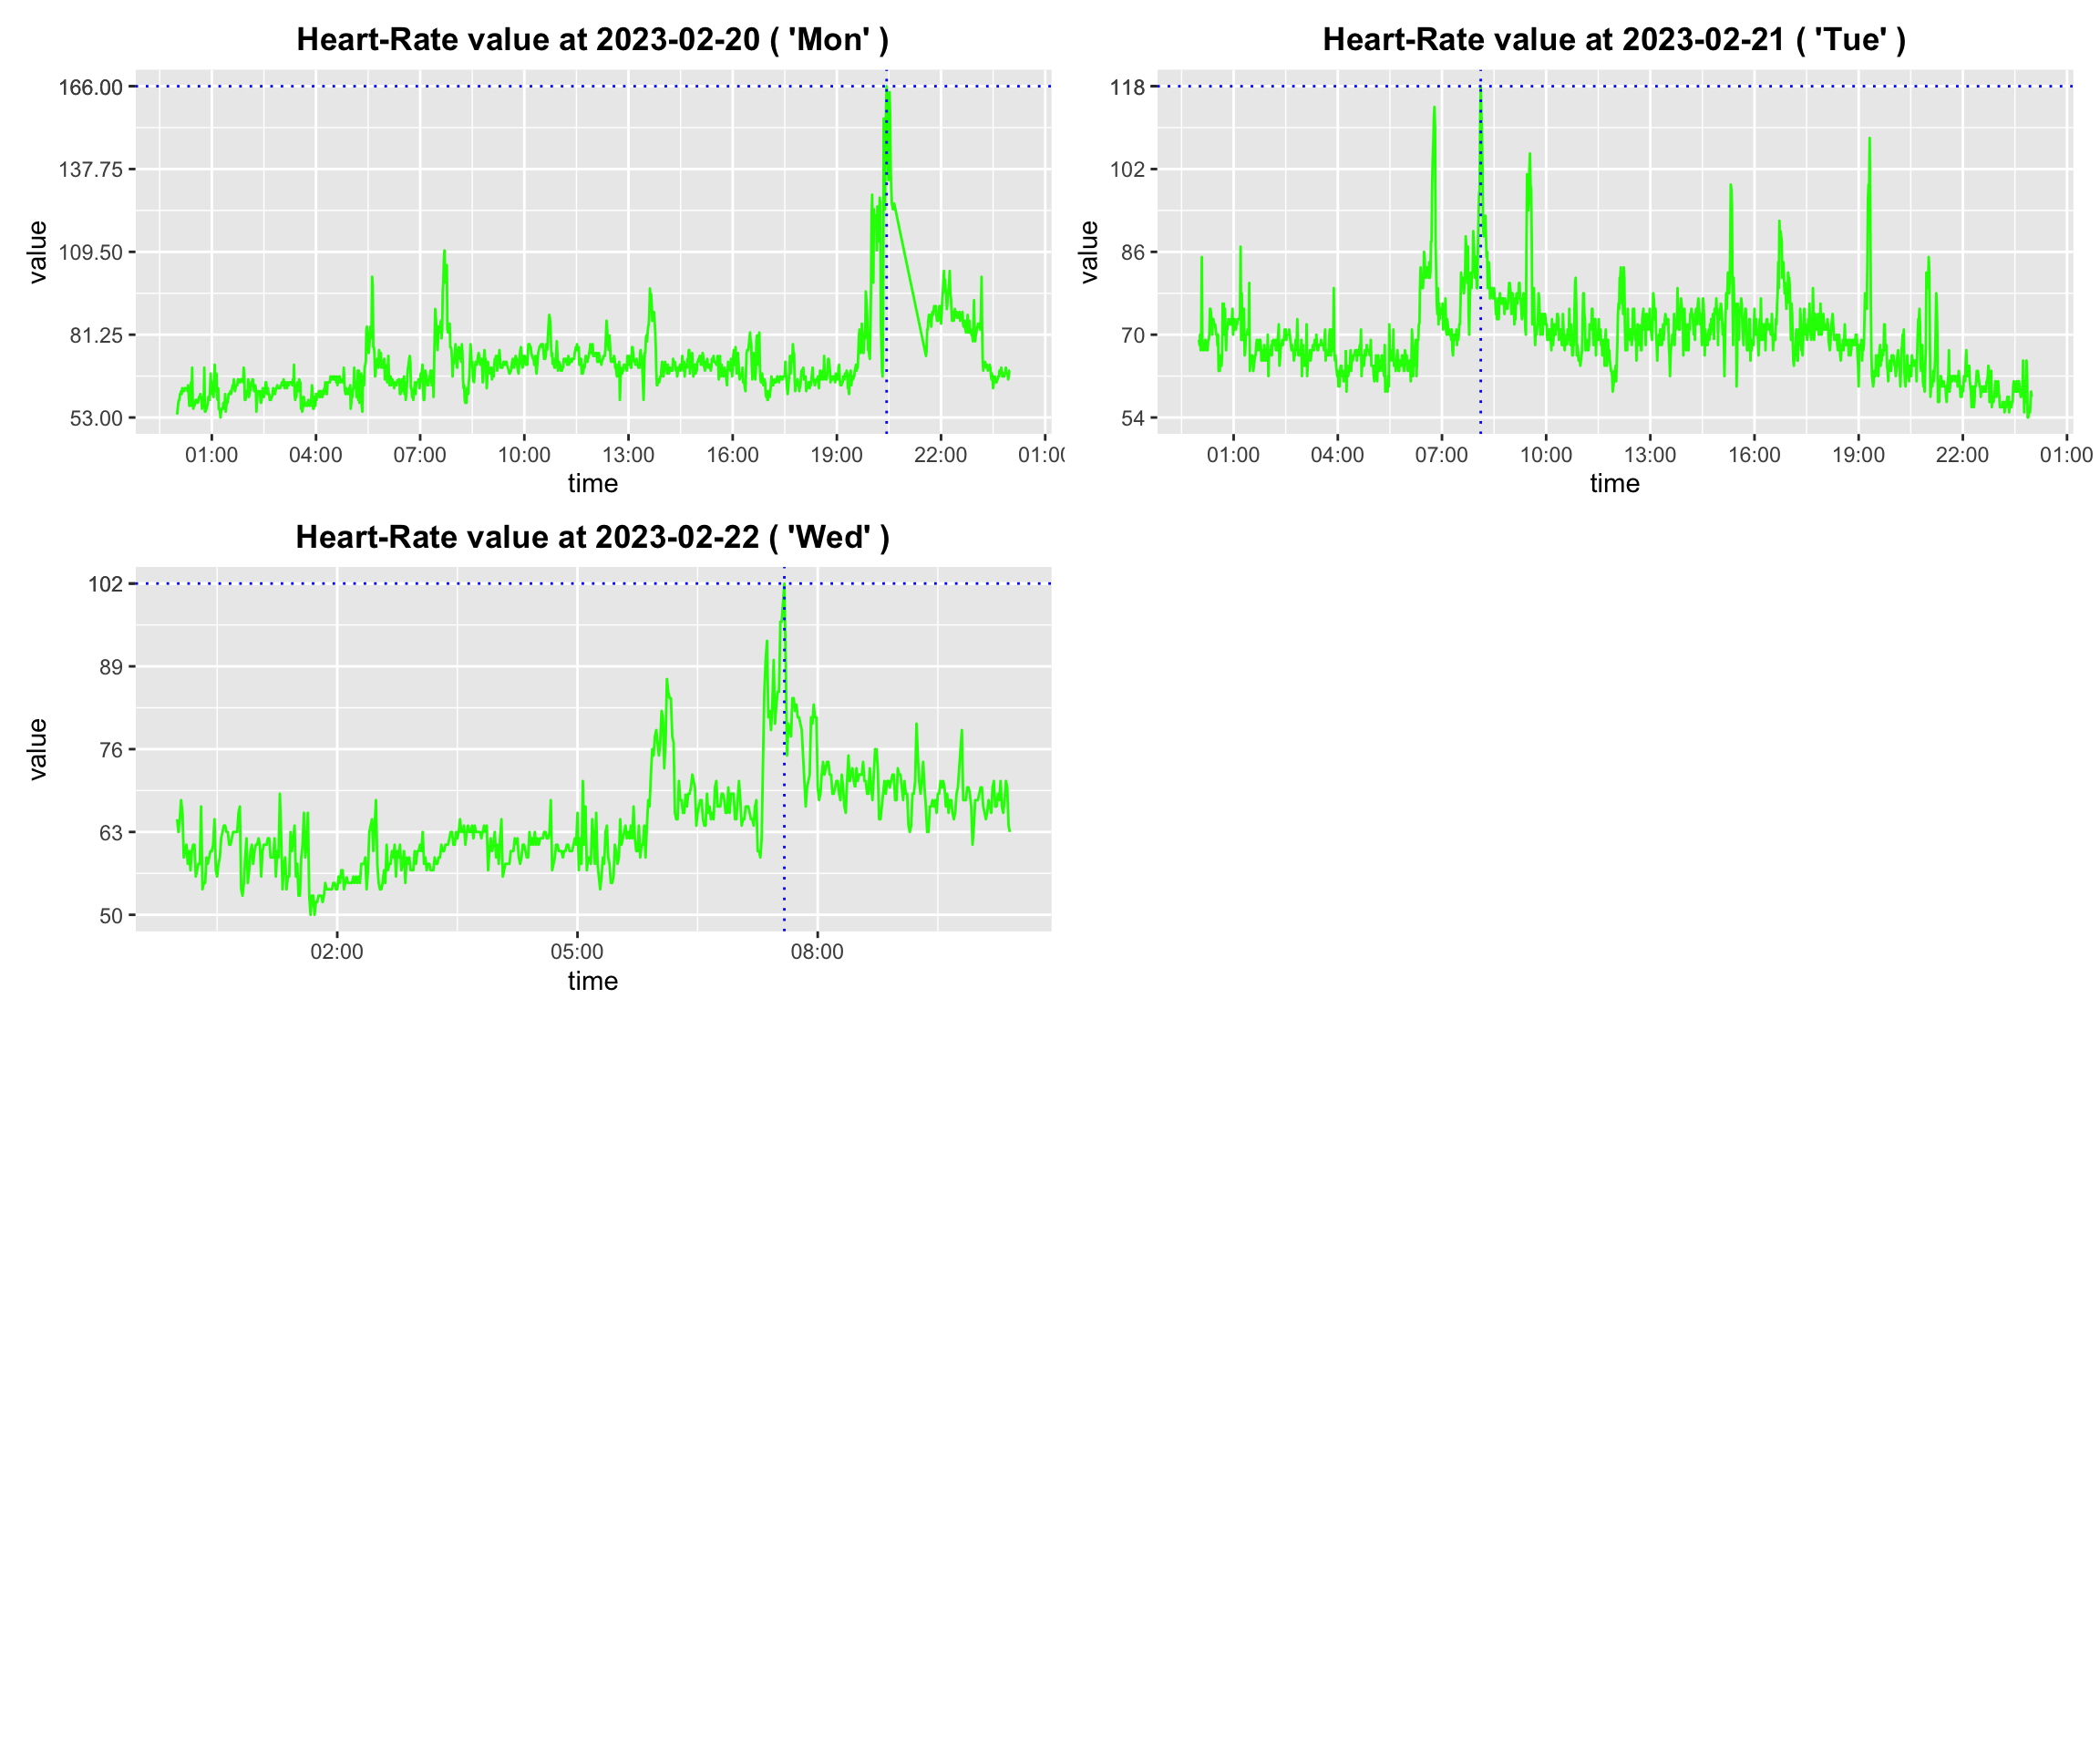 Heart-Rate value at 2023-02-20 ( 'Mon' )
166.00
137.75
109.50
81.25
53.00
value
01:00 04:00 07:00 10:00 13:00 16:00 19:00 22:00 01:00
time
Heart-Rate value at 2023-02-21 ( 'Tue' )
118
102
86
70
54
value
01:00 04:00 07:00 10:00 13:00 16:00 19:00 22:00 01:00
time
Heart-Rate value at 2023-02-22 ( 'Wed' )
102
89
76
63
50
value
02:00 05:00 08:00
time